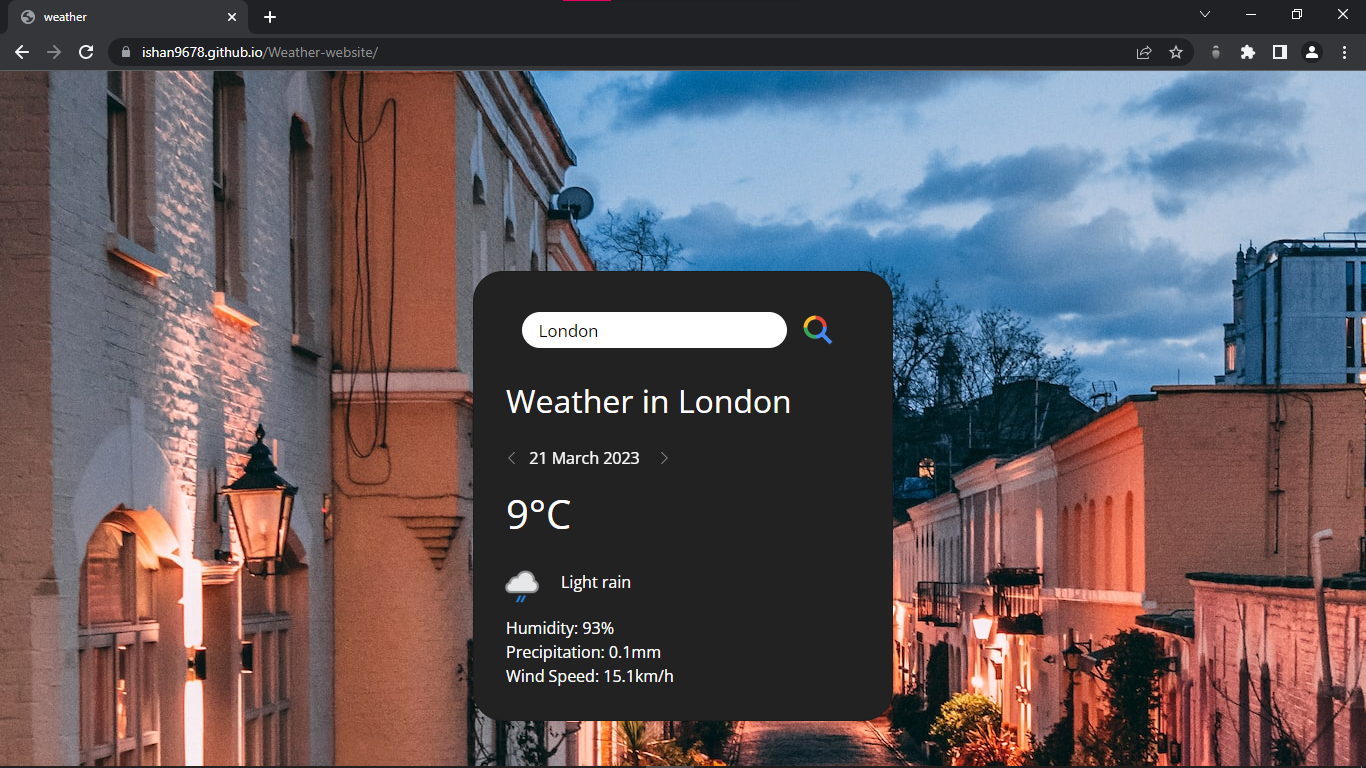 weather
ishan9678.github.io/Weather-website/
London
Weather in London
21 March 2023
9°C
Light rain
Humidity: 93%
Precipitation: 0.1mm
Wind Speed: 15.1km/h